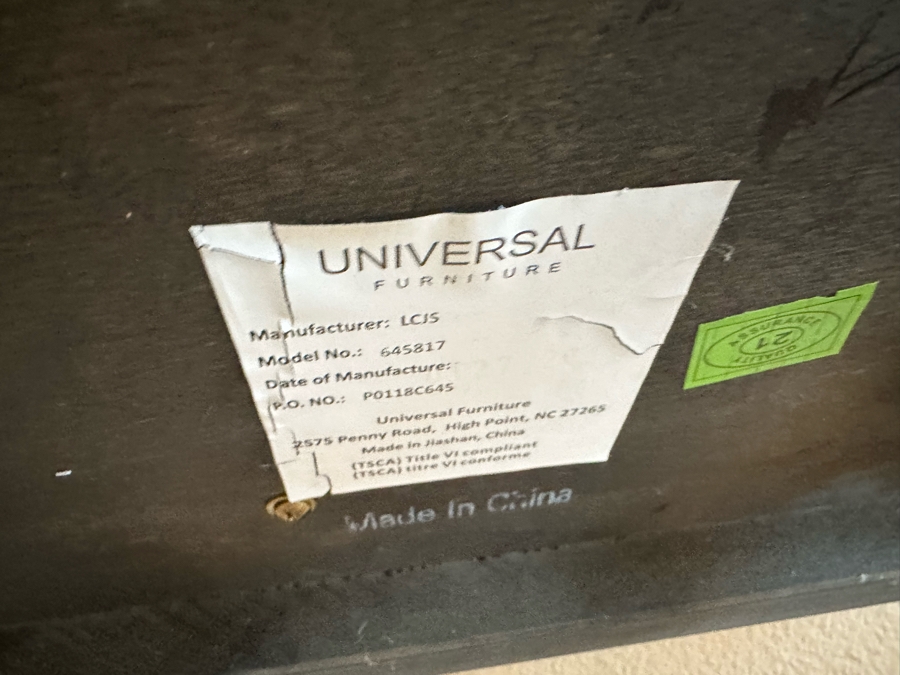 UNIVERSAL
FURNITURE
Manufacturer: LCJS
Model No.: 645817
Date of Manufacture:
P.O. NO.: P0118C645
Universal Furniture
2575 Penny Road, High Point, NC 27265
Made in Jiashan, China
(TSCA) Title VI compliant
(TSCA) titre VI conforme
Made In China
QUALITY
21
ASSURANCE